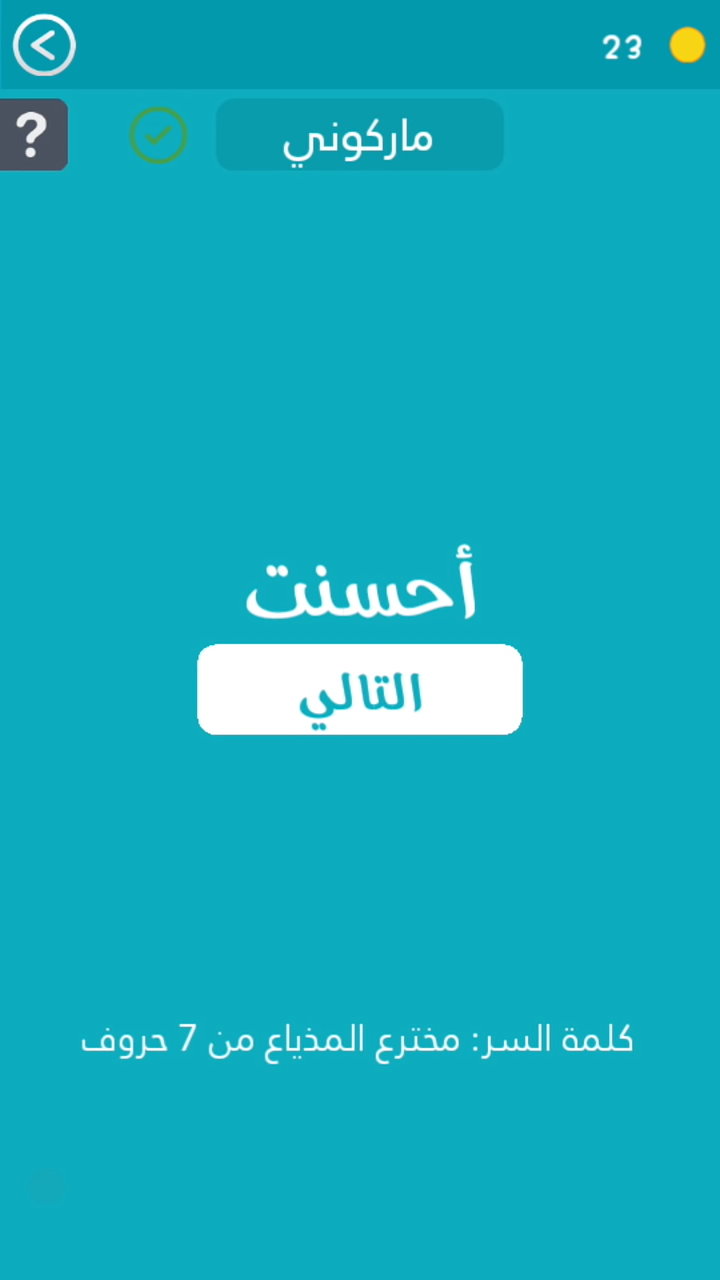 23
ماركوني
?
أحسنت
التالي
كلمة السر: مخترع المذياع من 7 حروف